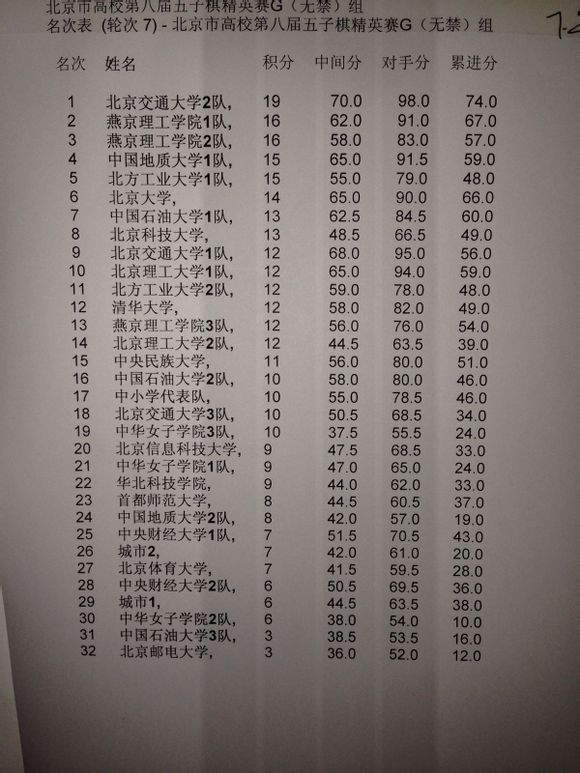 北京市高校第八届五子棋精英赛G（无禁）组
名次表 (轮次 7) - 北京市高校第八届五子棋精英赛G（无禁）组
名次 姓名 积分 中间分 对手分 累进分
1 北京交通大学2队, 19 70.0 98.0 74.0
2 燕京理工学院1队, 16 62.0 91.0 67.0
3 燕京理工学院2队, 16 58.0 83.0 57.0
4 中国地质大学1队, 15 65.0 91.5 59.0
5 北方工业大学1队, 15 55.0 79.0 48.0
6 北京大学, 14 65.0 90.0 66.0
7 中国石油大学1队, 13 62.5 84.5 60.0
8 北京科技大学, 13 48.5 66.5 49.0
9 北京交通大学1队, 12 68.0 95.0 56.0
10 北京理工大学1队, 12 65.0 94.0 59.0
11 北方工业大学2队, 12 59.0 78.0 48.0
12 清华大学, 12 58.0 82.0 49.0
13 燕京理工学院3队, 12 56.0 76.0 54.0
14 北京理工大学2队, 12 44.5 63.5 39.0
15 中央民族大学, 11 56.0 80.0 51.0
16 中国石油大学2队, 10 58.0 80.0 46.0
17 中小学代表队, 10 55.0 78.5 46.0
18 北京交通大学3队, 10 50.5 68.5 34.0
19 中华女子学院3队, 10 37.5 55.5 24.0
20 北京信息科技大学, 9 47.5 68.5 33.0
21 中华女子学院1队, 9 47.0 65.0 24.0
22 华北科技学院, 9 44.0 62.0 33.0
23 首都师范大学, 8 44.5 60.5 37.0
24 中国地质大学2队, 8 42.0 57.0 19.0
25 中央财经大学1队, 7 51.5 70.5 43.0
26 城市2, 7 42.0 61.0 20.0
27 北京体育大学, 7 41.5 59.5 28.0
28 中央财经大学2队, 6 50.5 69.5 36.0
29 城市1, 6 44.5 63.5 38.0
30 中华女子学院2队, 6 38.0 54.0 10.0
31 中国石油大学3队, 3 38.5 53.5 16.0
32 北京邮电大学, 3 36.0 52.0 12.0